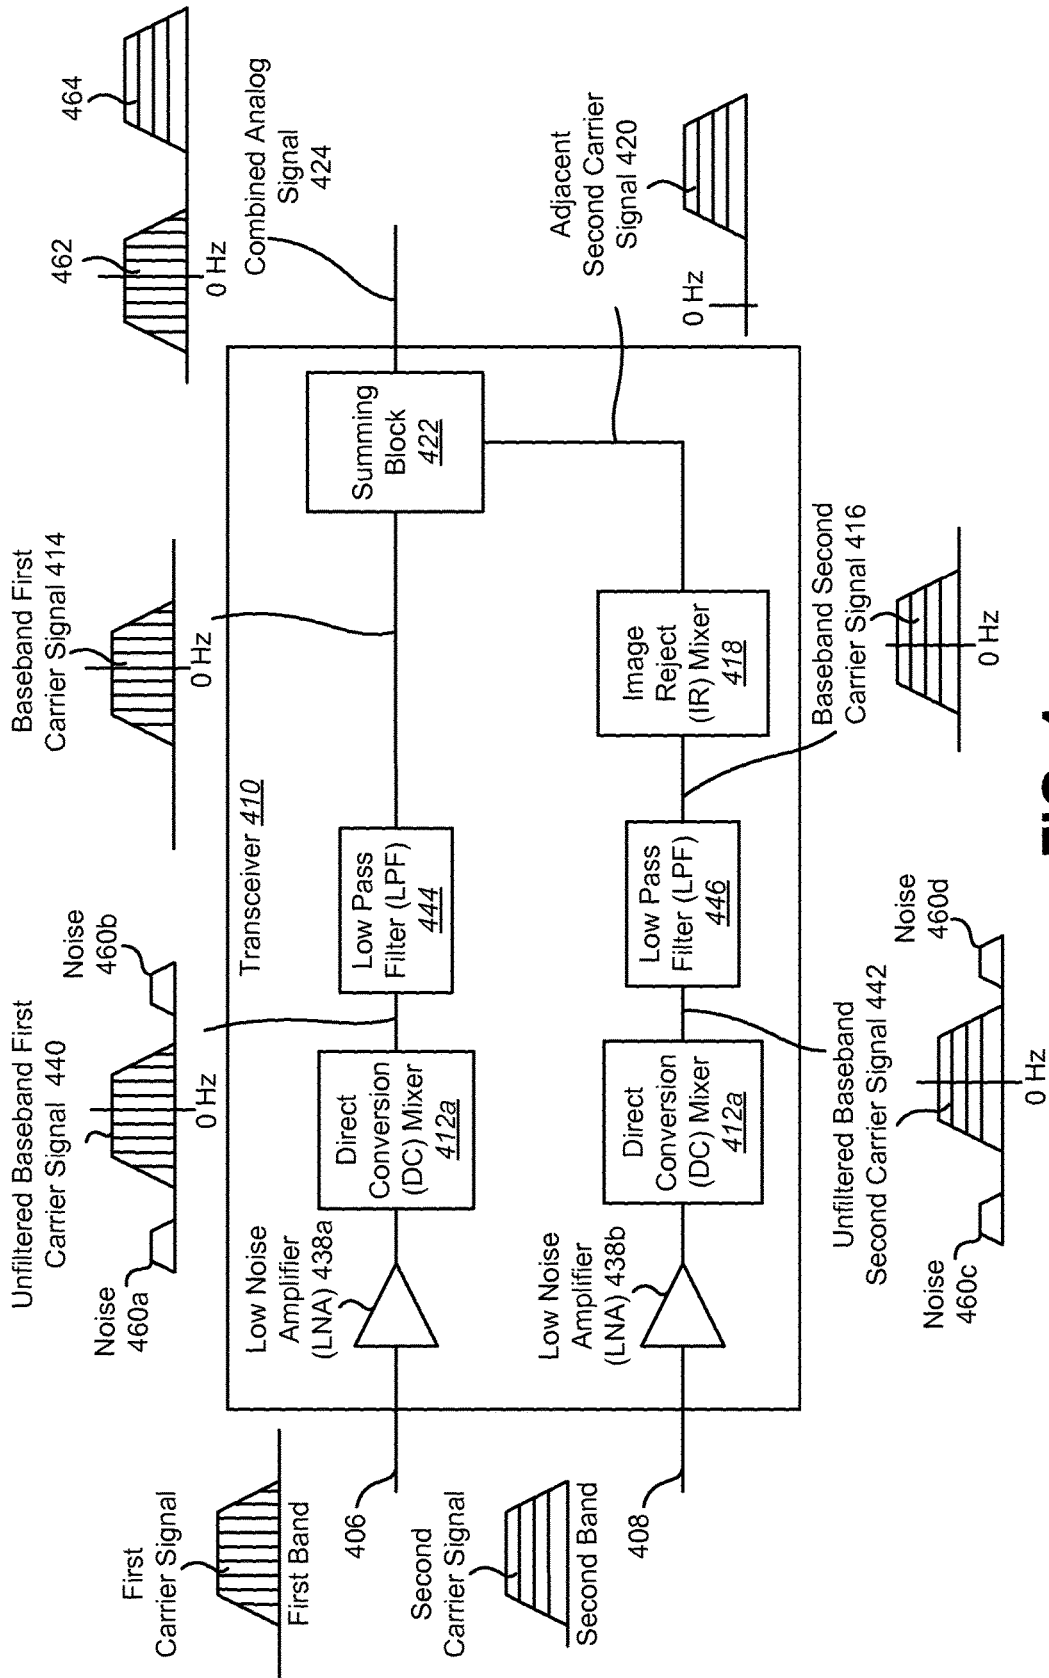 First
Carrier Signal
First Band
406
Second
Carrier Signal
Second Band
408
Unfiltered Baseband First
Carrier Signal 440
Noise
460a
Noise
460b
0 Hz
Baseband First
Carrier Signal 414
0 Hz
462
464
0 Hz
Combined Analog
Signal
424
Transceiver 410
Low Noise
Amplifier
(LNA) 438a
Direct
Conversion
(DC) Mixer
412a
Low Pass
Filter (LPF)
444
Summing
Block
422
Low Noise
Amplifier
(LNA) 438b
Direct
Conversion
(DC) Mixer
412a
Low Pass
Filter (LPF)
446
Image
Reject
(IR) Mixer
418
Adjacent
Second Carrier
Signal 420
0 Hz
Unfiltered Baseband
Second Carrier Signal 442
Noise
460c
Noise
460d
0 Hz
Baseband Second
Carrier Signal 416
0 Hz